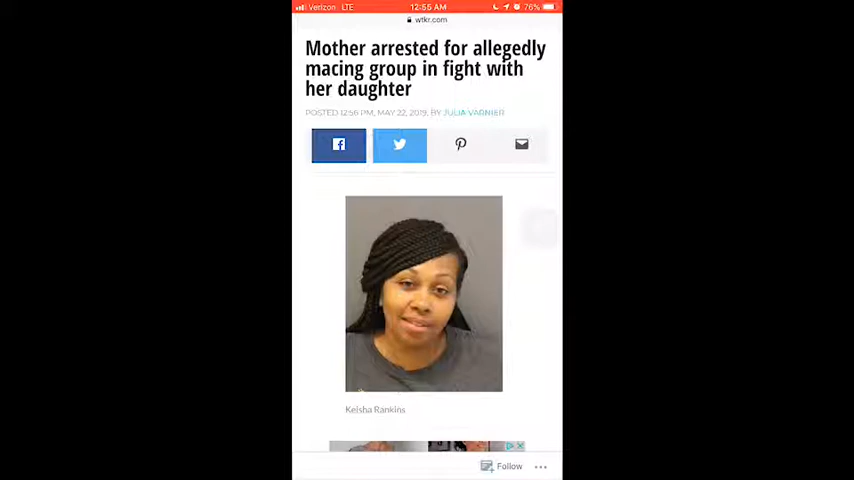 Verizon LTE 12:55 AM 76%
wtkr.com
Mother arrested for allegedly
macing group in fight with
her daughter
POSTED 12:56 PM, MAY 22, 2019, BY JULIA VARNIER
Keisha Rankins
Follow